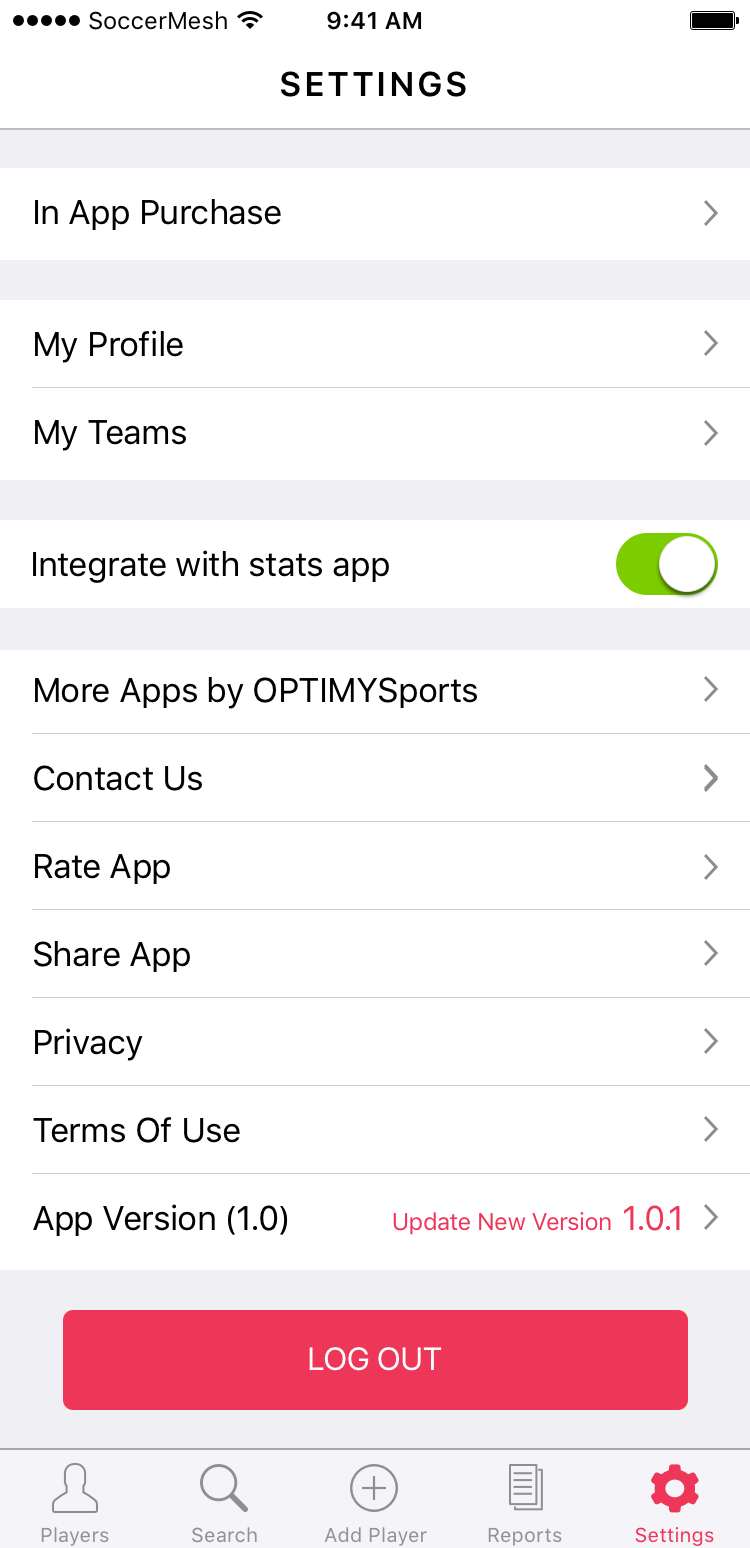 SoccerMesh 9:41 AM
SETTINGS
In App Purchase
My Profile
My Teams
Integrate with stats app
More Apps by OPTIMYSports
Contact Us
Rate App
Share App
Privacy
Terms Of Use
App Version (1.0) Update New Version 1.0.1
LOG OUT
Players Search Add Player Reports Settings